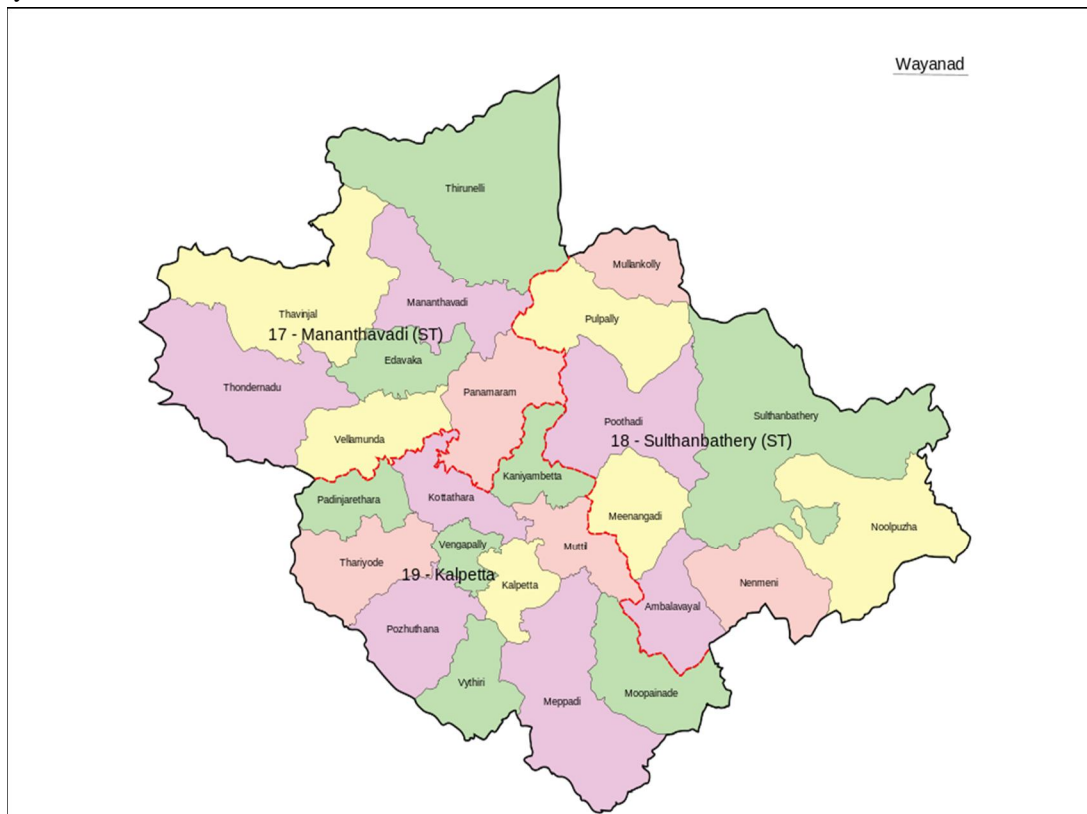 Wayanad
Thirunelli
Mullankolly
Mananthavadi
Thavinjal
Pulpally
17 - Mananthavadi (ST)
Edavaka
Thondernadu
Panamaram
Sulthanbathery
Poothadi
Vellamunda
18 - Sulthanbathery (ST)
Kaniyambetta
Kottathara
Padinjarethara
Meenangadi
Noolpuzha
Vengapally
Muttil
Thariyode
19 - Kalpetta
Kalpetta
Nenmeni
Ambalavayal
Pozhuthana
Vythiri
Moopainade
Meppadi